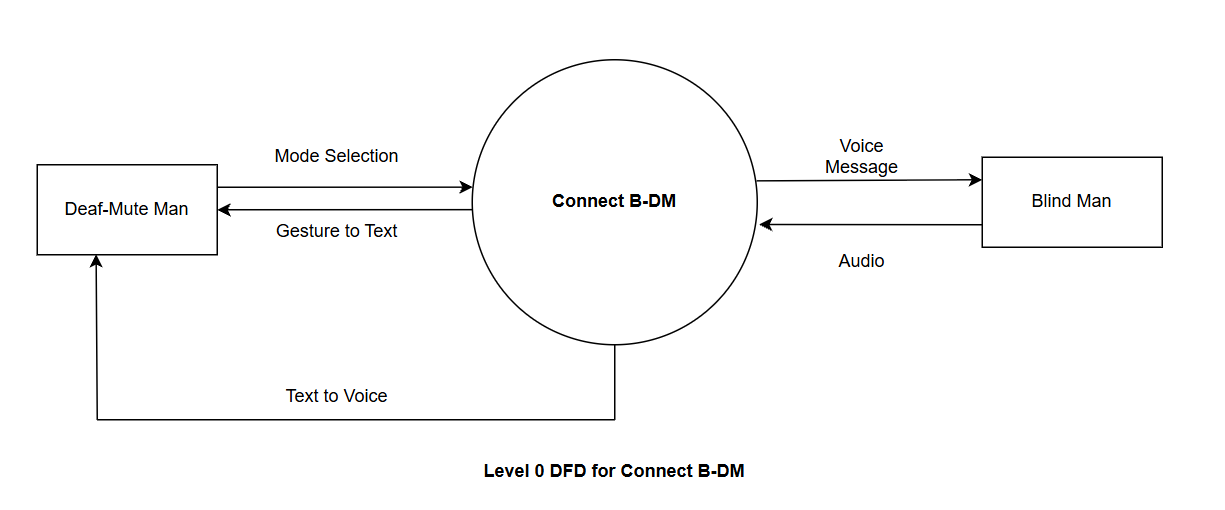 Mode Selection
Deaf-Mute Man
Gesture to Text
Connect B-DM
Voice
Message
Blind Man
Audio
Text to Voice
Level 0 DFD for Connect B-DM